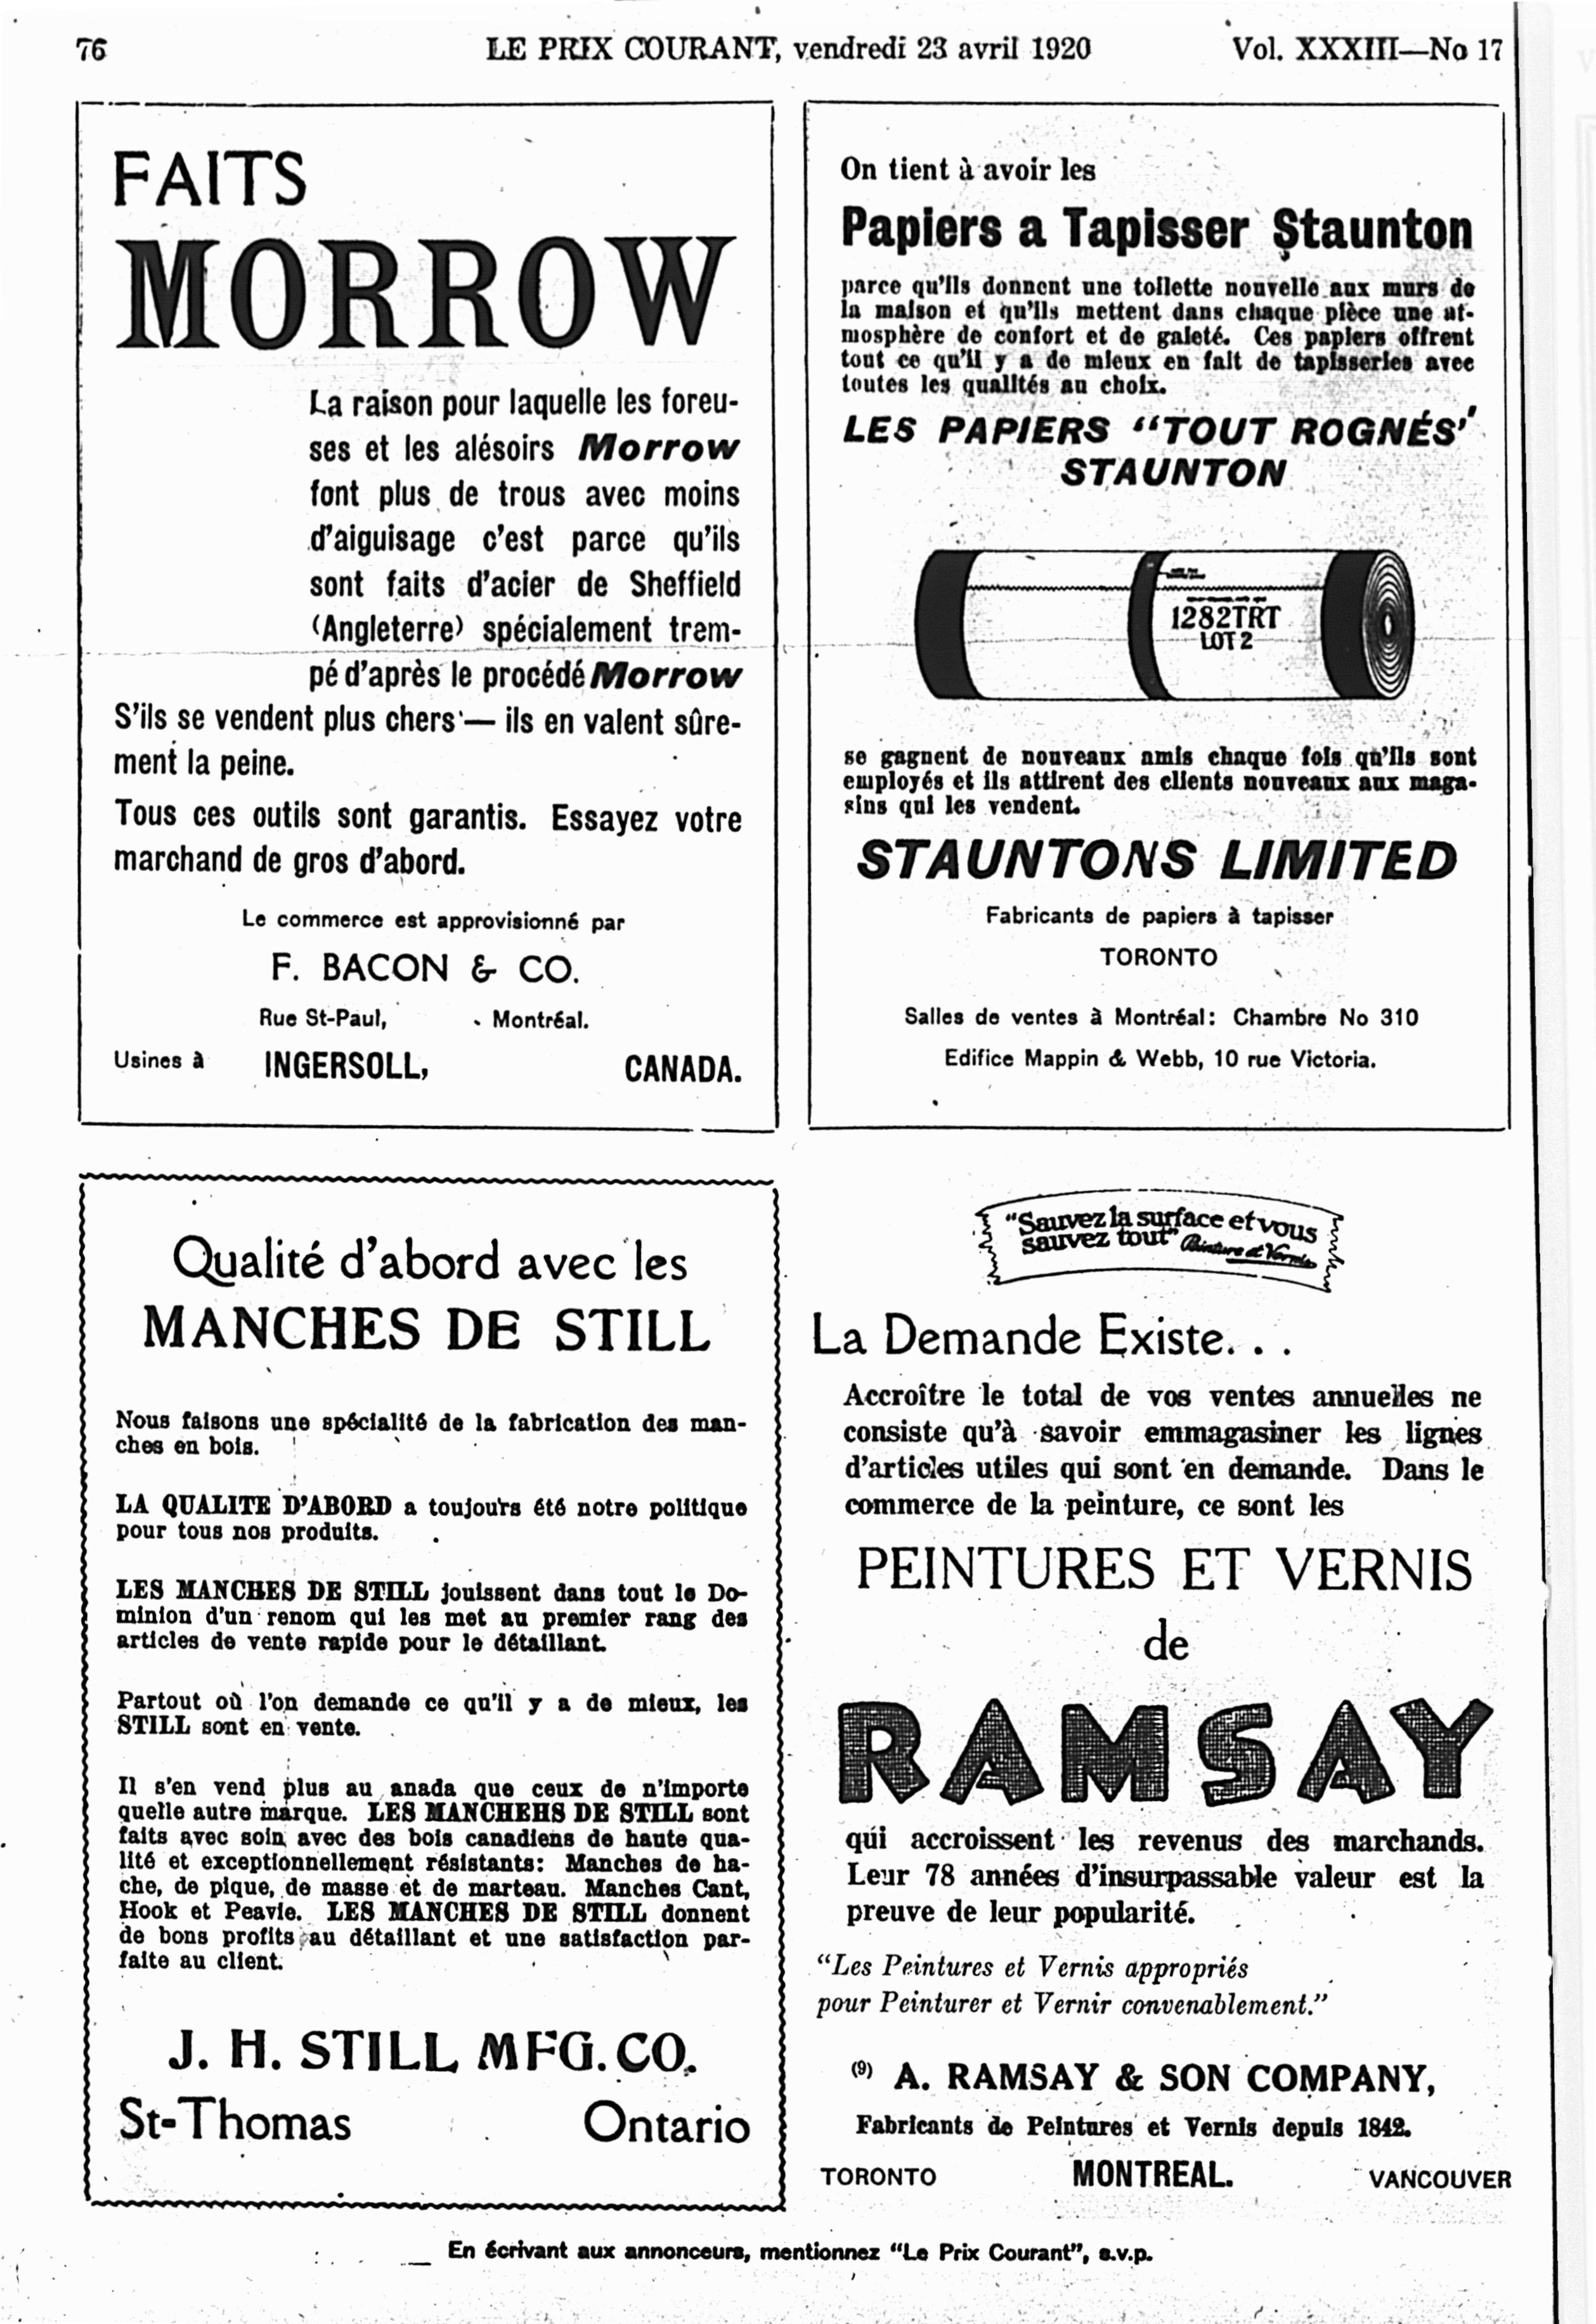 76
LE PRIX COURANT, vendredi 23 avril 1920
Vol. XXXIII—No 17
FAITS
MORROW
La raison pour laquelle les foreu-
ses et les alésoirs Morrow
font plus de trous avec moins
d'aiguisage c'est parce qu'ils
sont faits d'acier de Sheffield
(Angleterre) spécialement trem-
pé d'après le procédé Morrow
S'ils se vendent plus chers — ils en valent sûre-
ment la peine.
Tous ces outils sont garantis. Essayez votre
marchand de gros d'abord.
Le commerce est approvisionné par
F. BACON & CO.
Rue St-Paul, - Montréal.
Usines à INGERSOLL, CANADA.
On tient à avoir les
Papiers a Tapisser Staunton
parce qu'ils donnent une toilette nouvelle aux murs de
la maison et qu'ils mettent dans chaque pièce une at-
mosphère de confort et de gaieté. Ces papiers offrent
tout ce qu'il y a de mieux en fait de tapisseries avec
toutes les qualités au choix.
LES PAPIERS "TOUT ROGNÉS"
STAUNTON
1282TRT
LOT 2
se gagnent de nouveaux amis chaque fois qu'ils sont
employés et ils attirent des clients nouveaux aux maga-
sins qui les vendent.
STAUNTONS LIMITED
Fabricants de papiers à tapisser
TORONTO
Salles de ventes à Montréal: Chambre No 310
Edifice Mappin & Webb, 10 rue Victoria.
Qualité d'abord avec les
MANCHES DE STILL
Nous faisons une spécialité de la fabrication des man-
ches en bois.
LA QUALITE D'ABORD a toujours été notre politique
pour tous nos produits.
LES MANCHES DE STILL jouissent dans tout le Do-
minion d'un renom qui les met au premier rang des
articles de vente rapide pour le détaillant.
Partout où l'on demande ce qu'il y a de mieux, les
STILL sont en vente.
Il s'en vend plus au anada que ceux de n'importe
quelle autre marque. LES MANCHEHS DE STILL sont
faits avec soin avec des bois canadiens de haute qua-
lité et exceptionnellement résistants: Manches de ha-
che, de pique, de masse et de marteau. Manches Cant,
Hook et Peavie. LES MANCHES DE STILL donnent
de bons profits au détaillant et une satisfaction par-
faite au client.
J. H. STILL MFG. CO.
St-Thomas Ontario
"Sauvez la surface et vous
sauvez tout" Peinture et Vernis
La Demande Existe. . .
Accroître le total de vos ventes annuelles ne
consiste qu'à savoir emmagasiner les lignes
d'articles utiles qui sont en demande. Dans le
commerce de la peinture, ce sont les
PEINTURES ET VERNIS
de
RAMSAY
qui accroissent les revenus des marchands.
Leur 78 années d'insurpassable valeur est la
preuve de leur popularité.
"Les Peintures et Vernis appropriés
pour Peinturer et Vernir convenablement."
(9) A. RAMSAY & SON COMPANY,
Fabricants de Peintures et Vernis depuis 1842.
TORONTO MONTREAL. VANCOUVER
En écrivant aux annonceurs, mentionnez "Le Prix Courant", s.v.p.